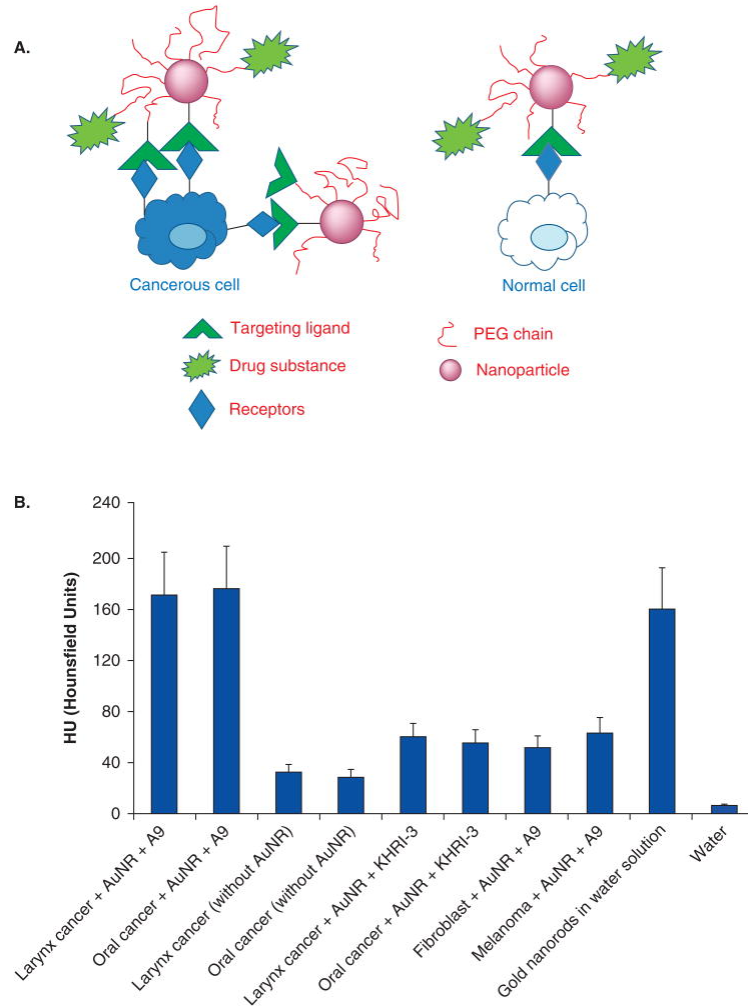 A.
Cancerous cell
Normal cell
Targeting ligand
PEG chain
Drug substance
Nanoparticle
Receptors
B.
HU (Hounsfield Units)
240
200
160
120
80
40
0
Larynx cancer + AuNR + A9
Oral cancer + AuNR + A9
Larynx cancer (without AuNR)
Oral cancer (without AuNR)
Larynx cancer + AuNR + KHRI-3
Oral cancer + AuNR + KHRI-3
Fibroblast + AuNR + A9
Melanoma + AuNR + A9
Gold nanorods in water solution
Water